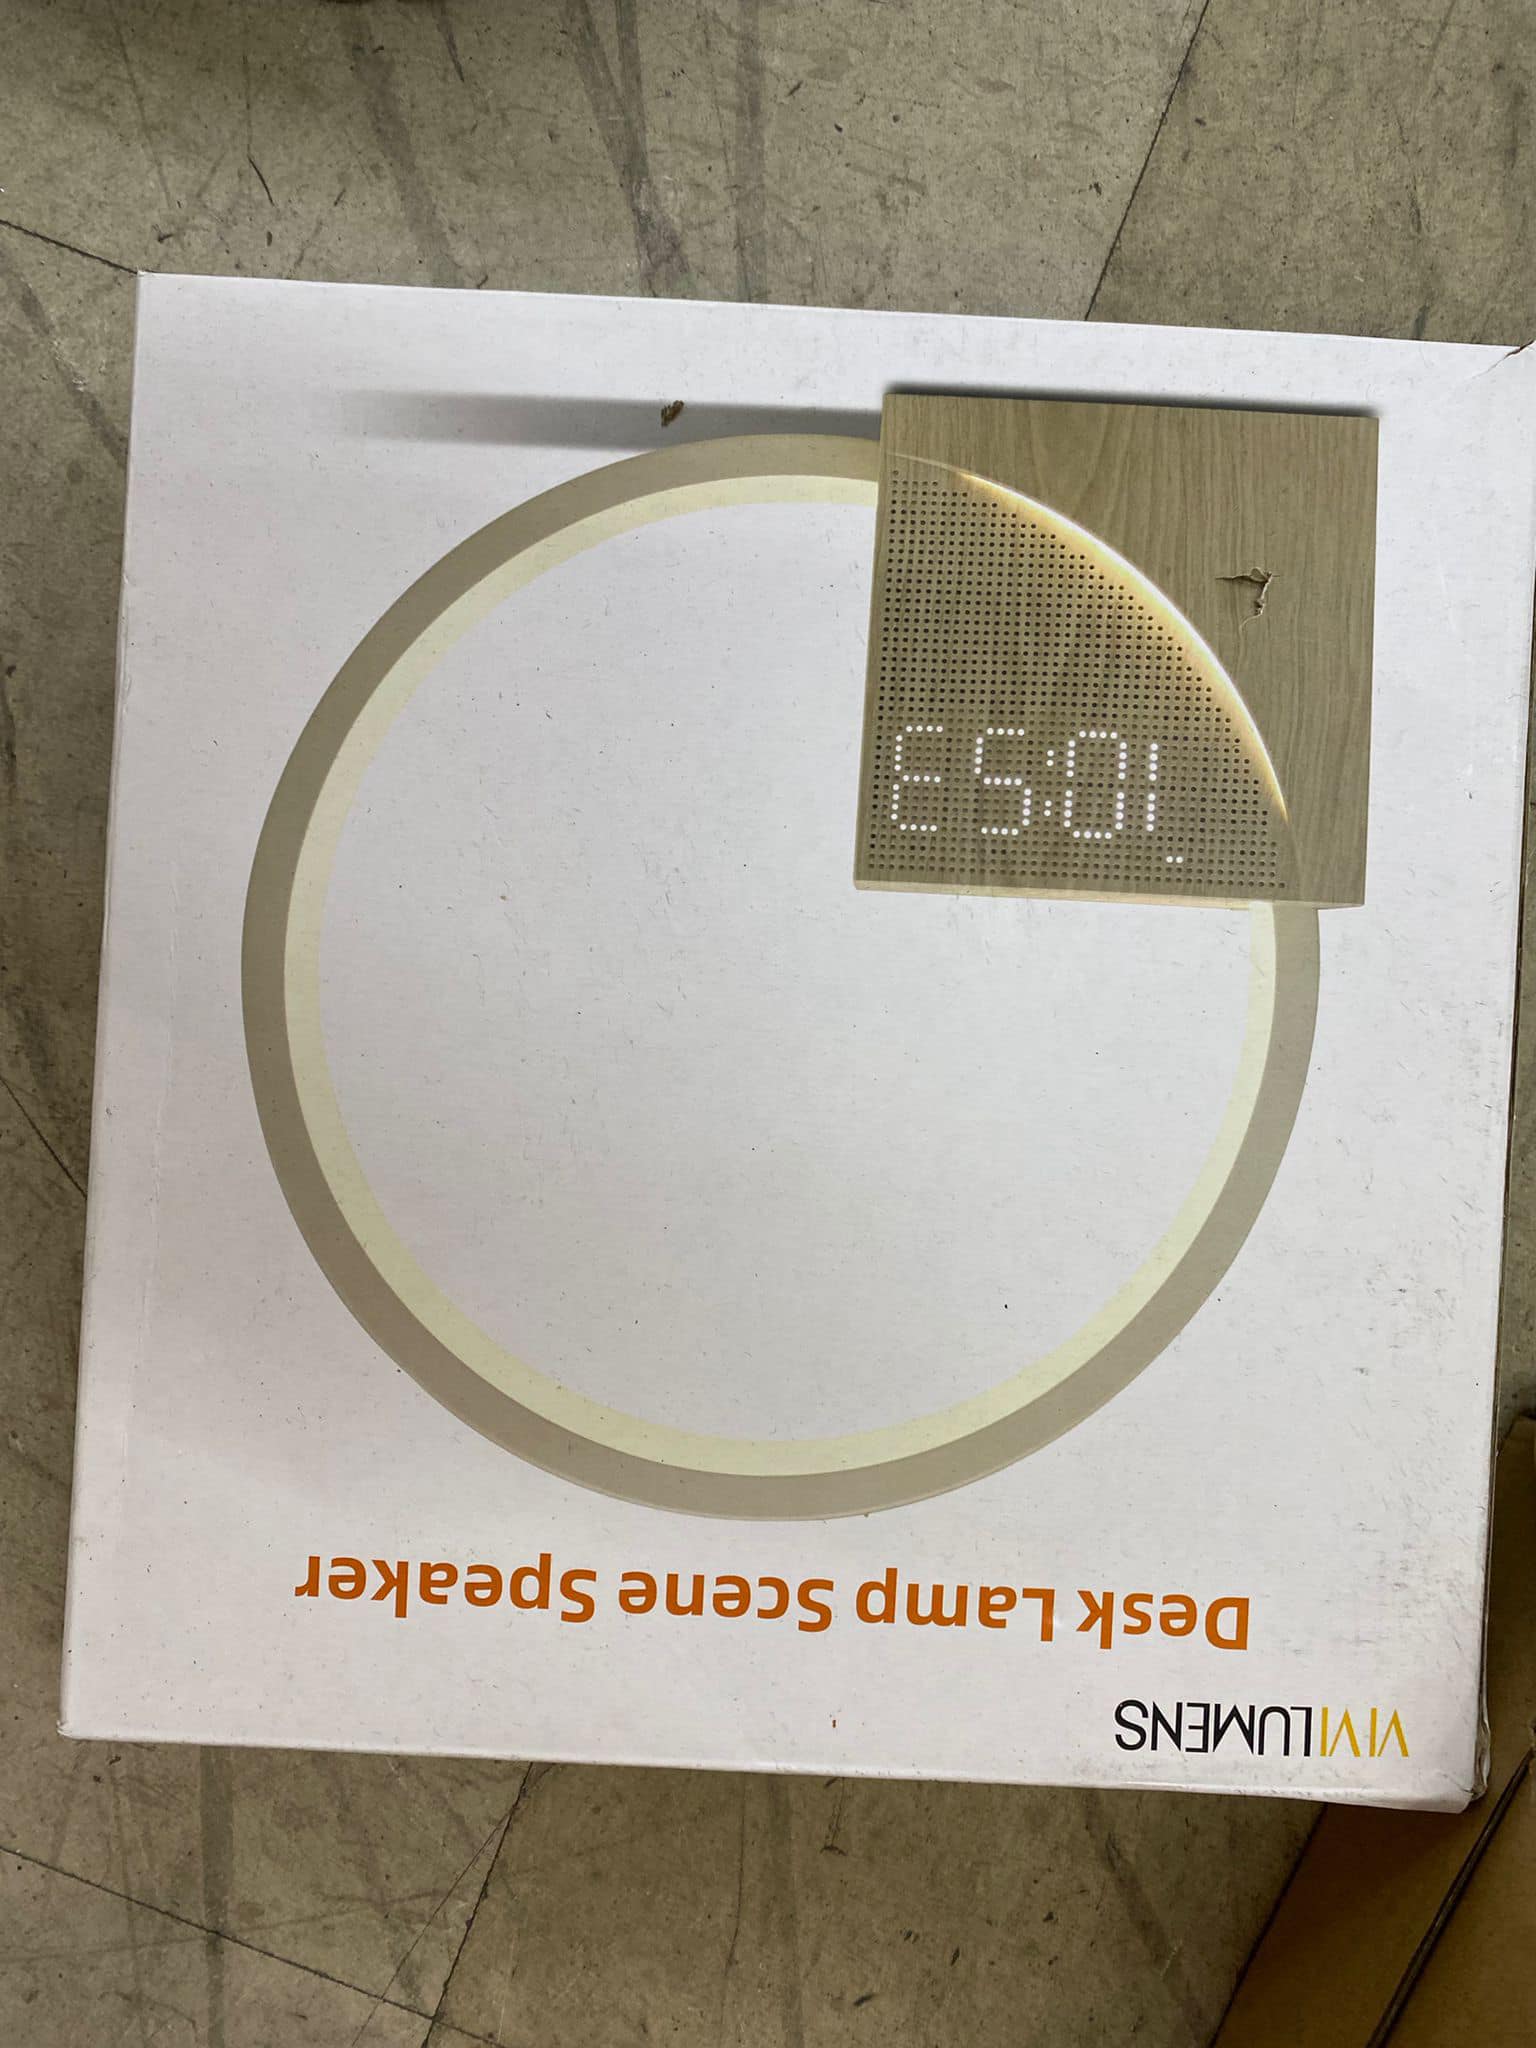 VIVILUMENS
Desk Lamp Scene Speaker
10:53